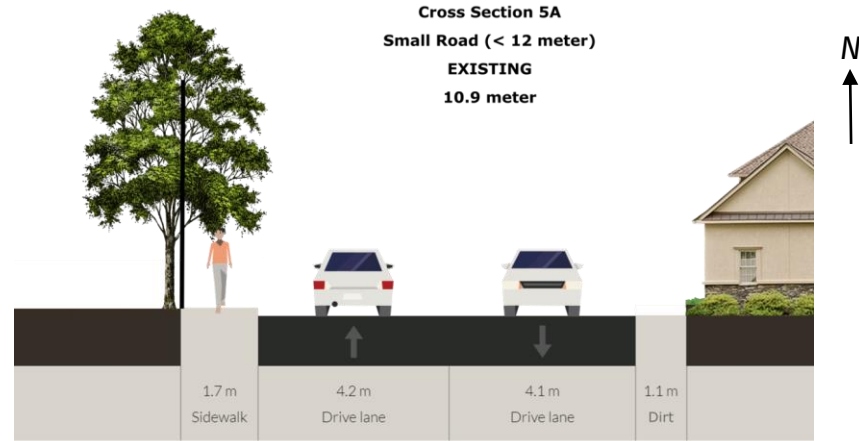 Cross Section 5A
Small Road (< 12 meter)
EXISTING
10.9 meter
N
1.7 m
Sidewalk
4.2 m
Drive lane
4.1 m
Drive lane
1.1 m
Dirt